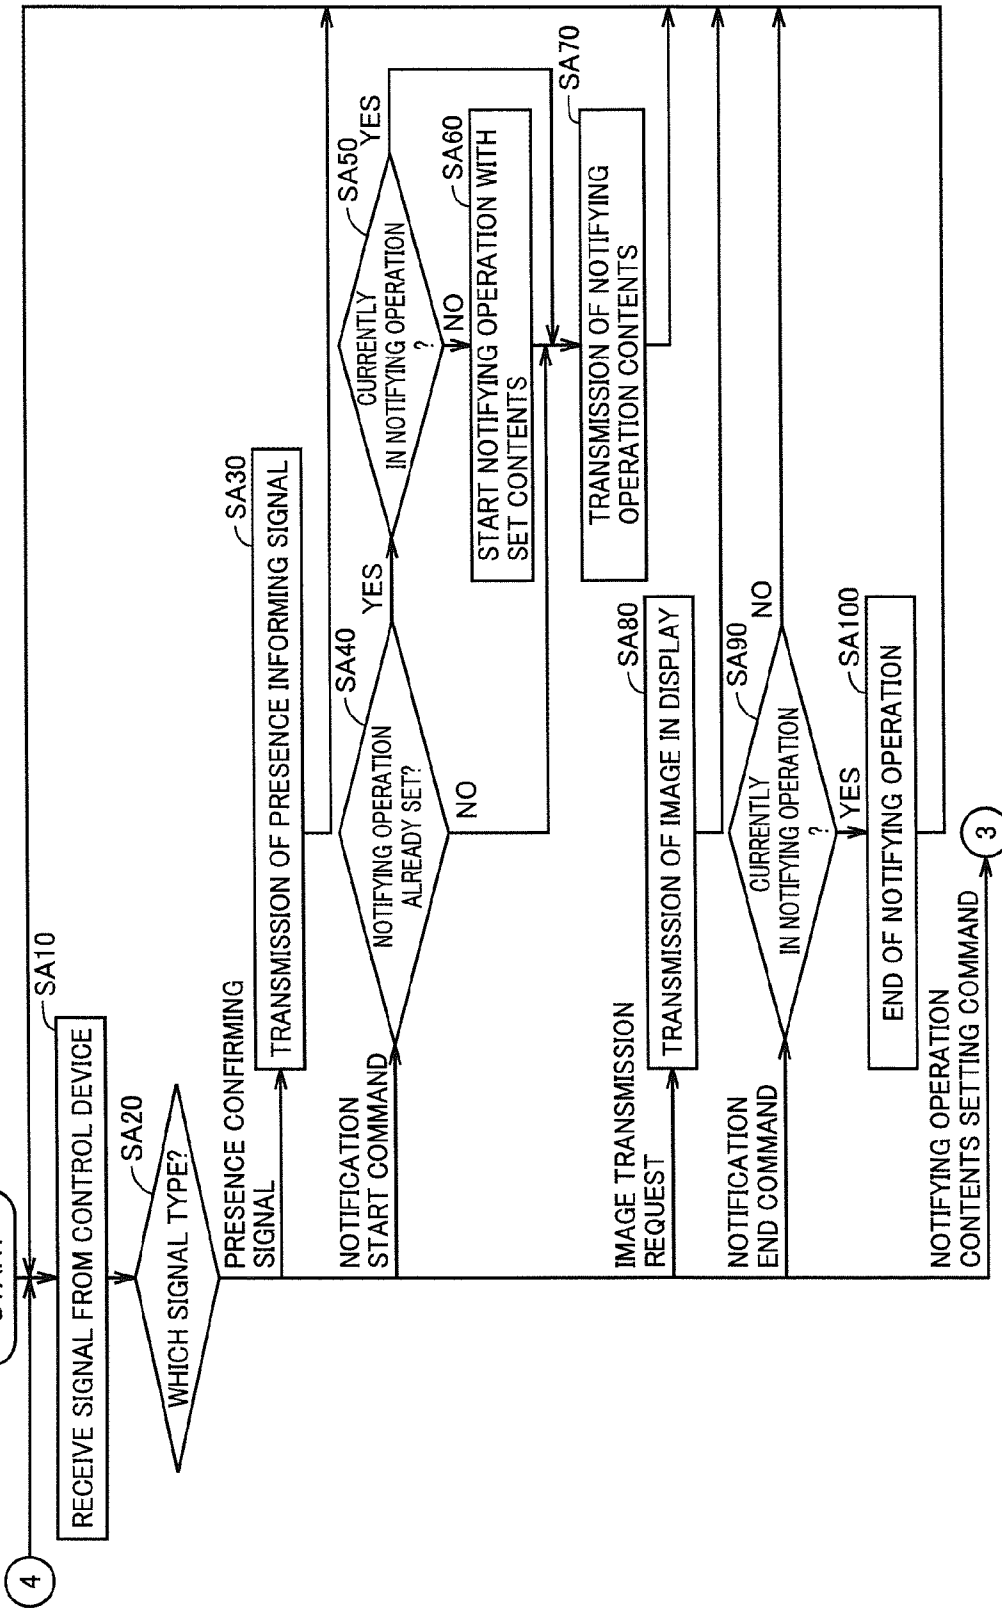 4
SA10
RECEIVE SIGNAL FROM CONTROL DEVICE
SA20
WHICH SIGNAL TYPE?
PRESENCE CONFIRMING
SIGNAL
SA30
TRANSMISSION OF PRESENCE INFORMING SIGNAL
NOTIFICATION
START COMMAND
SA40
NOTIFYING OPERATION
ALREADY SET?
YES
NO
SA50
CURRENTLY
IN NOTIFYING OPERATION
?
YES
NO
SA60
START NOTIFYING OPERATION WITH
SET CONTENTS
SA70
TRANSMISSION OF NOTIFYING
OPERATION CONTENTS
IMAGE TRANSMISSION
REQUEST
SA80
TRANSMISSION OF IMAGE IN DISPLAY
NOTIFICATION
END COMMAND
SA90
CURRENTLY
IN NOTIFYING OPERATION
?
NO
YES
SA100
END OF NOTIFYING OPERATION
NOTIFYING OPERATION
CONTENTS SETTING COMMAND
3